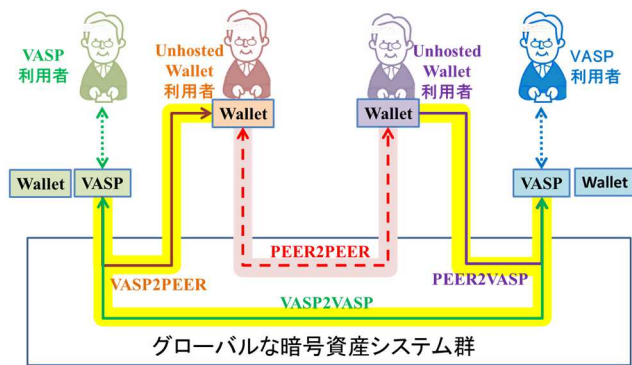 VASP
利用者
Unhosted
Wallet
利用者
Unhosted
Wallet
利用者
VASP
利用者
Wallet
Wallet
Wallet
VASP
VASP
Wallet
PEER2PEER
VASP2PEER
PEER2VASP
VASP2VASP
グローバルな暗号資産システム群